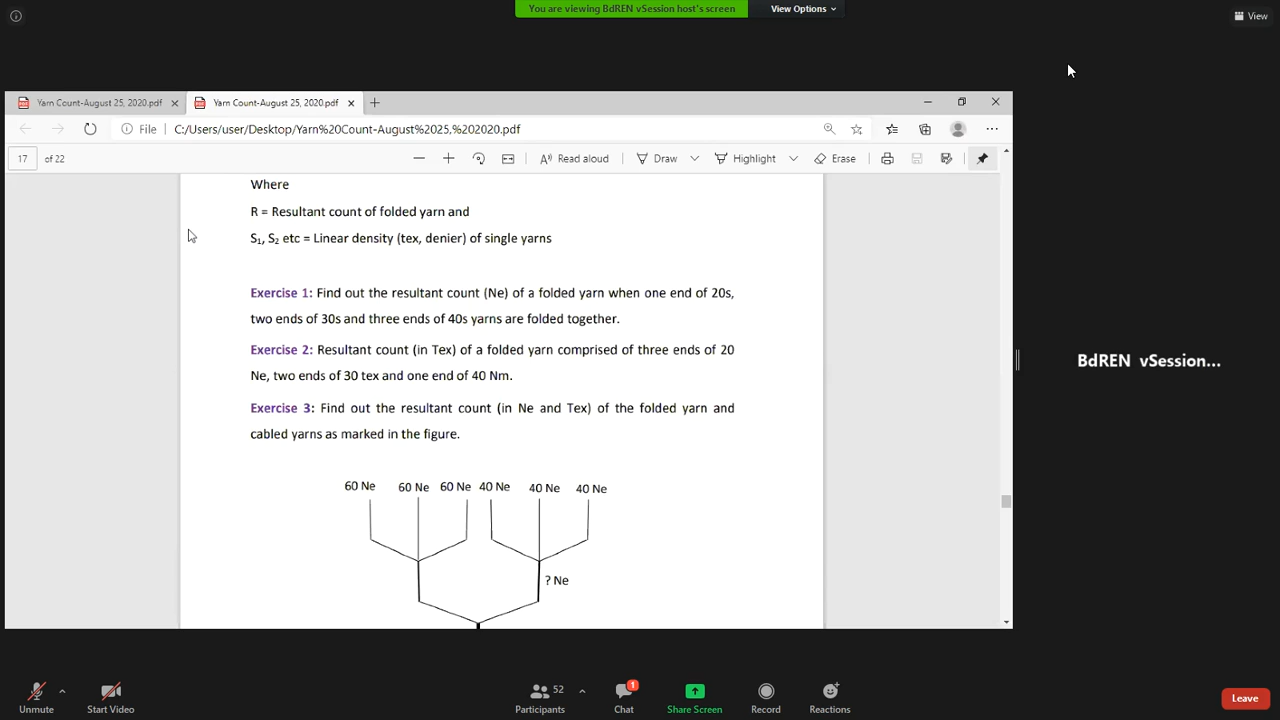 You are viewing BdREN vSession host's screen
View Options
View
Yarn Count-August 25, 2020.pdf
Yarn Count-August 25, 2020.pdf
File
C:/Users/user/Desktop/Yarn%20Count-August%2025,%202020.pdf
17 of 22
Read aloud
Draw
Highlight
Erase
Where
R = Resultant count of folded yarn and
S1, S2 etc = Linear density (tex, denier) of single yarns
Exercise 1: Find out the resultant count (Ne) of a folded yarn when one end of 20s,
two ends of 30s and three ends of 40s yarns are folded together.
Exercise 2: Resultant count (in Tex) of a folded yarn comprised of three ends of 20
Ne, two ends of 30 tex and one end of 40 Nm.
Exercise 3: Find out the resultant count (in Ne and Tex) of the folded yarn and
cabled yarns as marked in the figure.
60 Ne 60 Ne 60 Ne 40 Ne 40 Ne 40 Ne
? Ne
BdREN vSession...
Unmute
Start Video
52
Participants
1
Chat
Share Screen
Record
Reactions
Leave